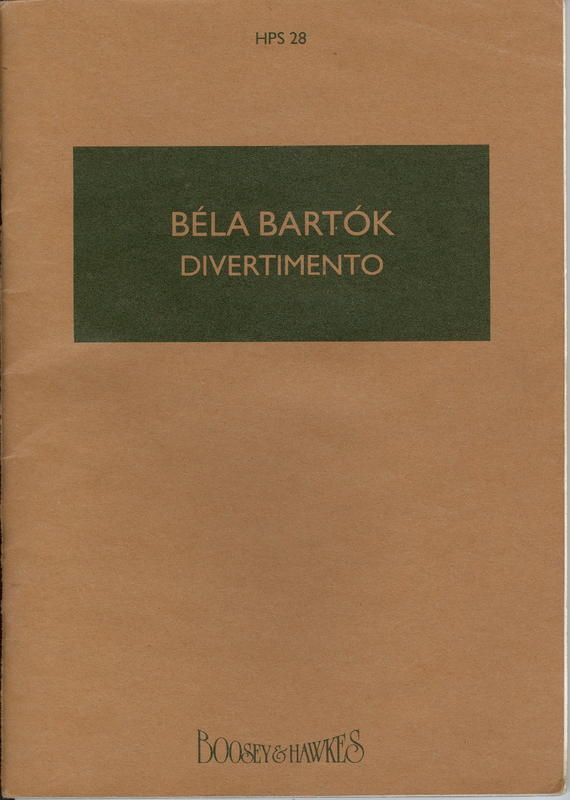 HPS 28
BÉLA BARTÓK
DIVERTIMENTO
BOOSEY & HAWKES